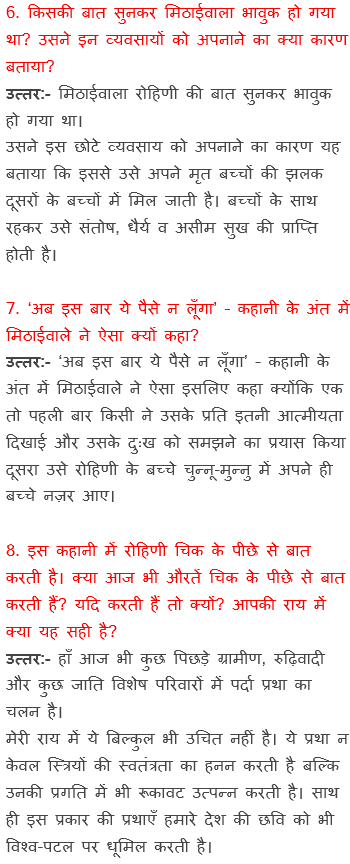 6. किसकी बात सुनकर मिठाईवाला भावुक हो गया
था? उसने इन व्यवसायों को अपनाने का क्या कारण
बताया?
उत्तर:- मिठाईवाला रोहिणी की बात सुनकर भावुक
हो गया था।
उसने इस छोटे व्यवसाय को अपनाने का कारण यह
बताया कि इससे उसे अपने मृत बच्चों की झलक
दूसरों के बच्चों में मिल जाती है। बच्चों के साथ
रहकर उसे संतोष, धैर्य व असीम सुख की प्राप्ति
होती है।
7. ‘अब इस बार ये पैसे न लूँगा’ - कहानी के अंत में
मिठाईवाले ने ऐसा क्यों कहा?
उत्तर:- ‘अब इस बार ये पैसे न लूँगा’ - कहानी के
अंत में मिठाईवाले ने ऐसा इसलिए कहा क्योंकि एक
तो पहली बार किसी ने उसके प्रति इतनी आत्मीयता
दिखाई और उसके दुःख को समझने का प्रयास किया
दूसरा उसे रोहिणी के बच्चे चुन्नू-मुन्नु में अपने ही
बच्चे नज़र आए।
8. इस कहानी में रोहिणी चिक के पीछे से बात
करती है। क्या आज भी औरतें चिक के पीछे से बात
करती हैं? यदि करती हैं तो क्यों? आपकी राय में
क्या यह सही है?
उत्तर:- हाँ आज भी कुछ पिछड़े ग्रामीण, रुढ़िवादी
और कुछ जाति विशेष परिवारों में पर्दा प्रथा का
चलन है।
मेरी राय में ये बिल्कुल भी उचित नहीं है। ये प्रथा न
केवल स्त्रियों की स्वतंत्रता का हनन करती है बल्कि
उनकी प्रगति में भी रूकावट उत्पन्न करती है। साथ
ही इस प्रकार की प्रथाएँ हमारे देश की छवि को भी
विश्व-पटल पर धूमिल करती है।